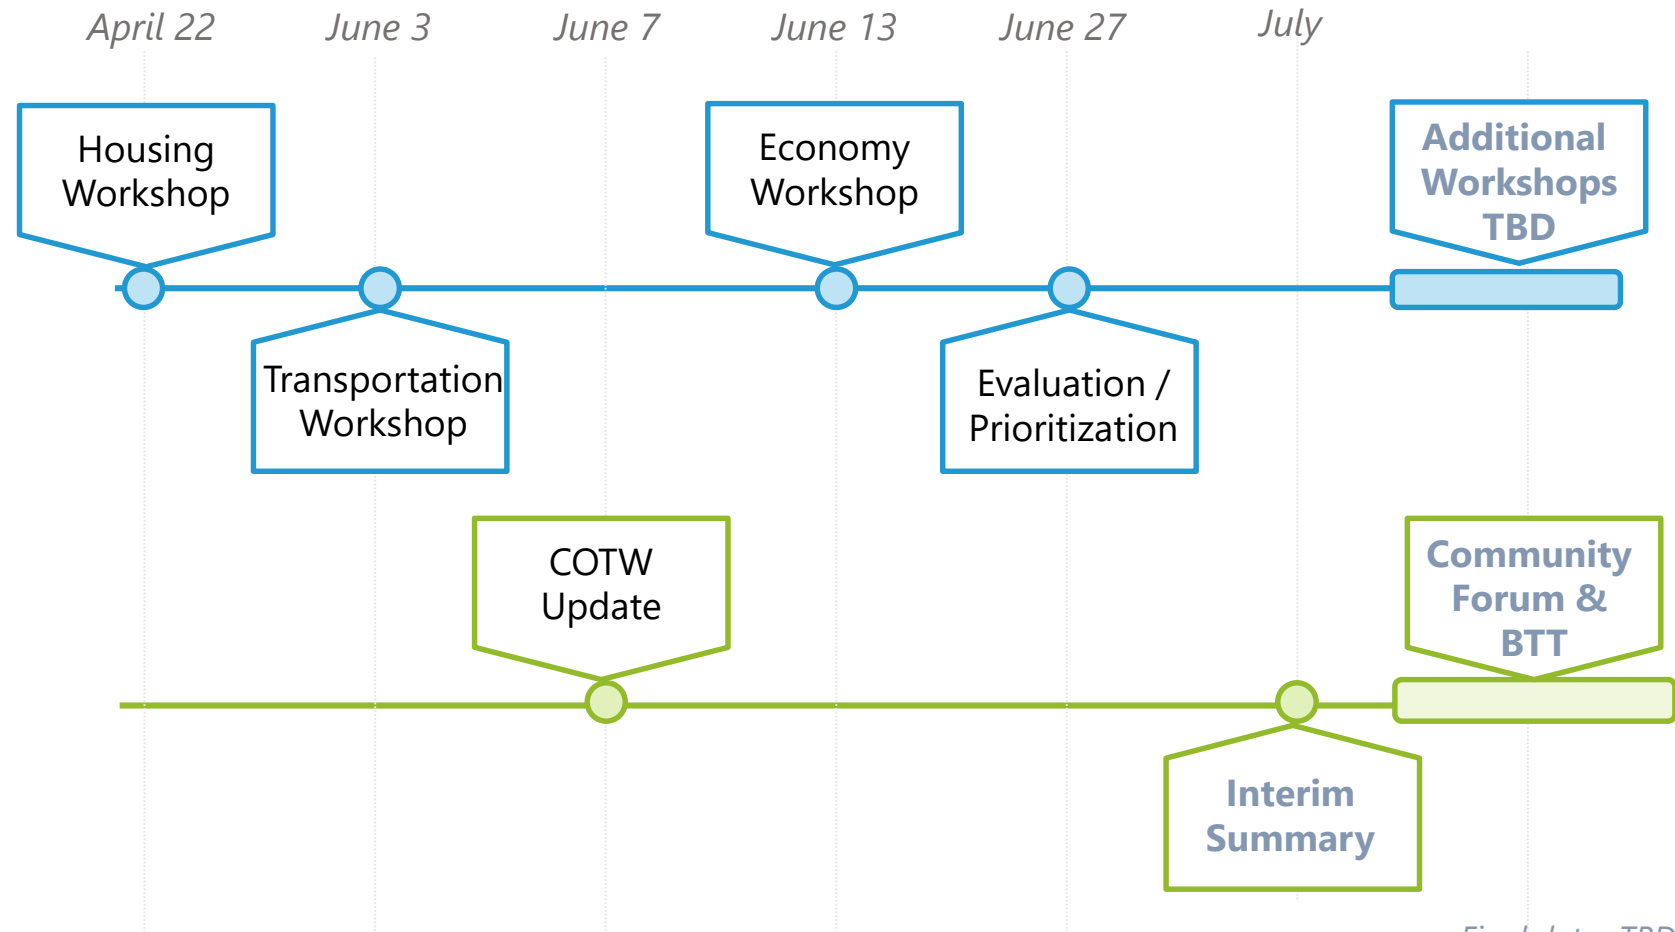 April 22
June 3
June 7
June 13
June 27
July
Housing
Workshop
Economy
Workshop
Additional
Workshops
TBD
Transportation
Workshop
Evaluation /
Prioritization
COTW
Update
Community
Forum &
BTT
Interim
Summary
TBD